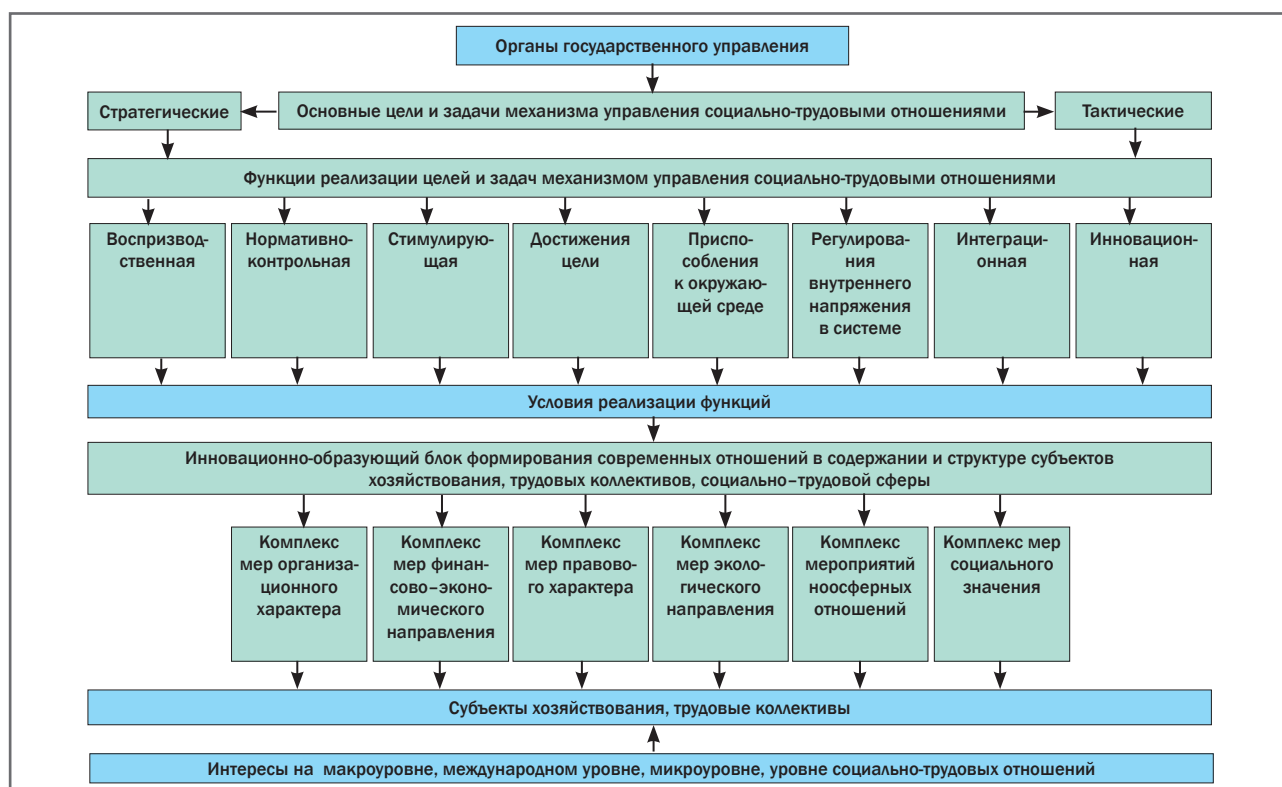 Органы государственного управления
Стратегические
Основные цели и задачи механизма управления социально-трудовыми отношениями
Тактические
Функции реализации целей и задач механизмом управления социально-трудовыми отношениями
Воспризвод-
ственная
Нормативно-
контрольная
Стимулирую-
щая
Достижения
цели
Приспо-
собления
к окружаю-
щей среде
Регулирова-
ния
внутреннего
напряжения
в системе
Интеграци-
онная
Инновацион-
ная
Условия реализации функций
Инновационно-образующий блок формирования современных отношений в содержании и структуре субъектов
хозяйствования, трудовых коллективов, социально–трудовой сферы
Комплекс
мер организа-
ционного
характера
Комплекс
мер финан-
сово–эконо-
мического
направления
Комплекс
мер правово-
го характера
Комплекс
мер эколо-
гического
направления
Комплекс
мероприятий
ноосферных
отношений
Комплекс мер
социального
значения
Субъекты хозяйствования, трудовые коллективы
Интересы на макроуровне, международном уровне, микроуровне, уровне социально-трудовых отношений